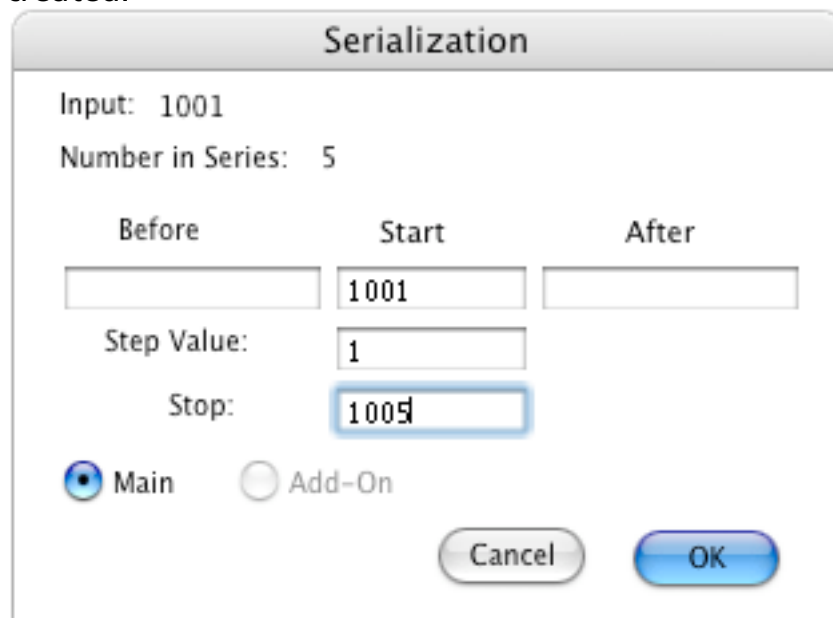 created.
Serialization
Input: 1001
Number in Series: 5
Before Start After
1001
Step Value: 1
Stop: 1005
Main Add-On
Cancel OK